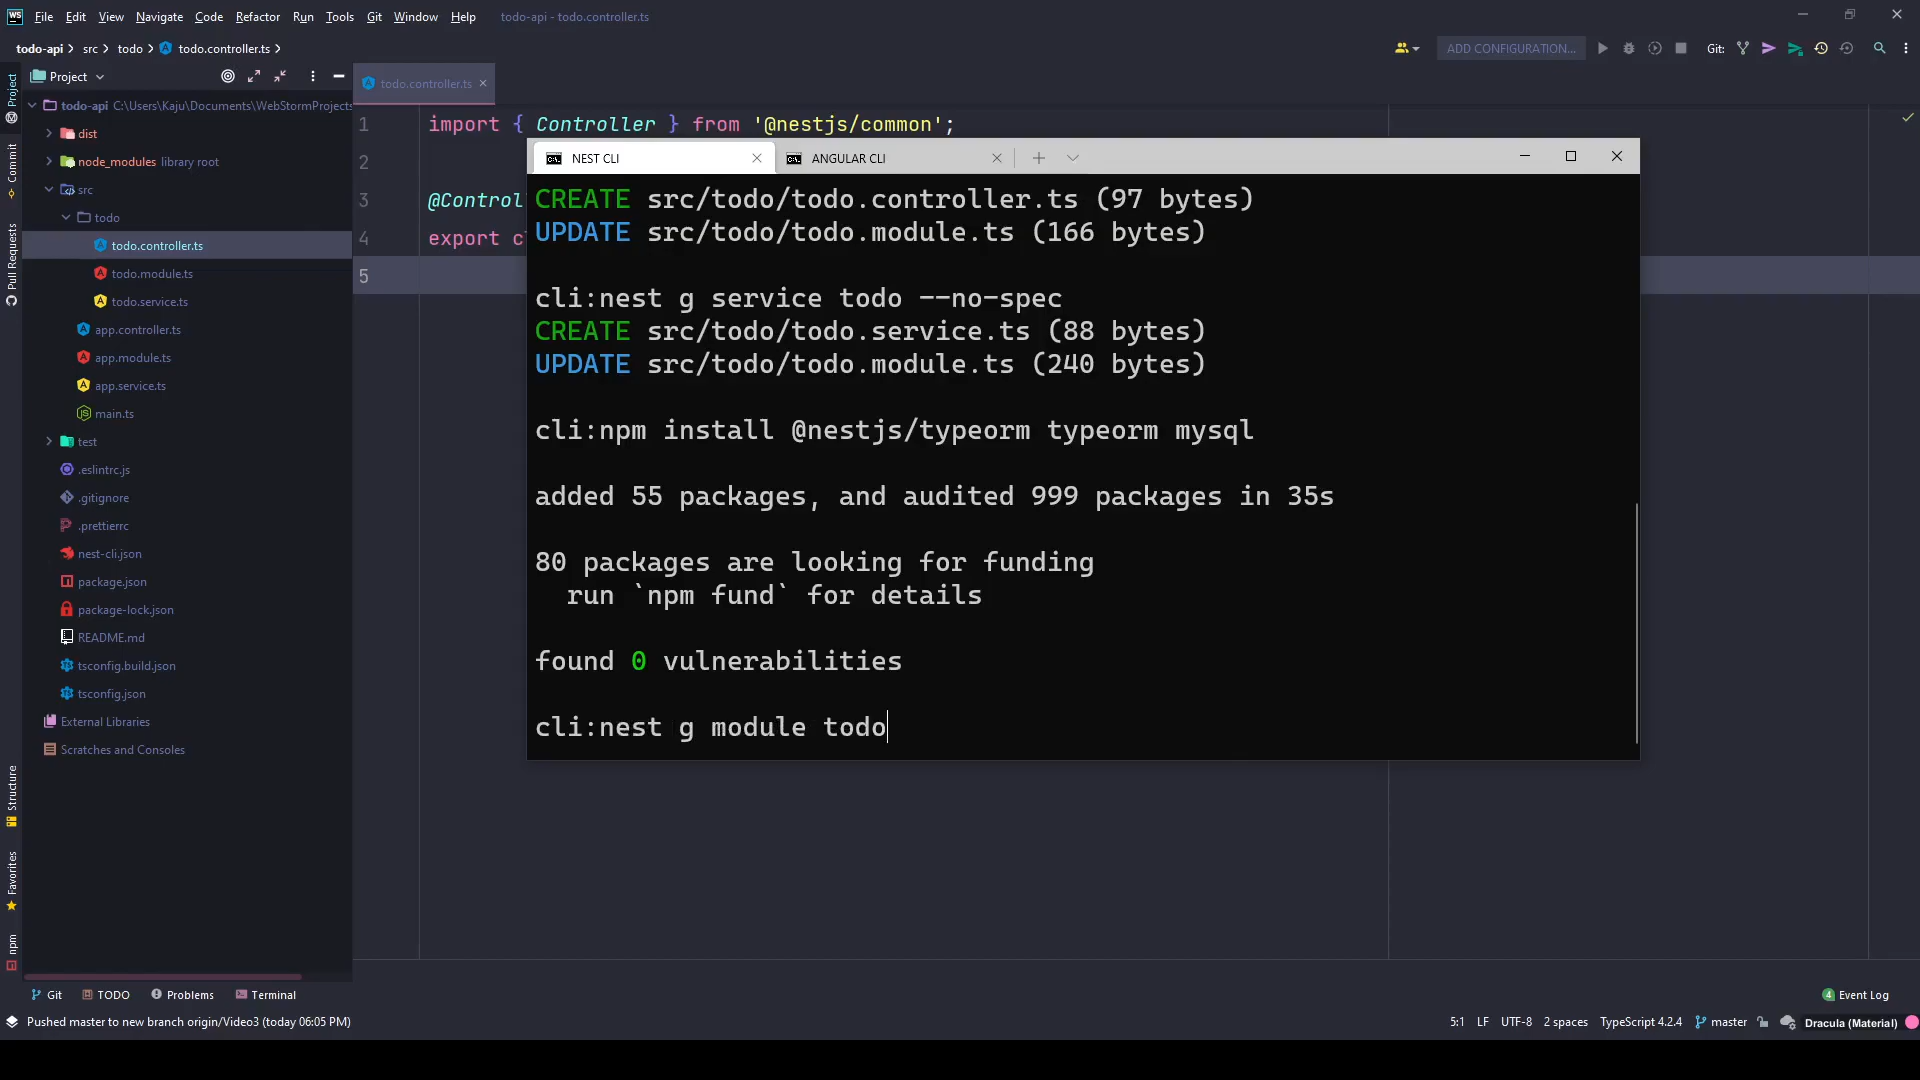 WS File Edit View Navigate Code Refactor Run Tools Git Window Help todo-api - todo.controller.ts
todo-api src todo todo.controller.ts ADD CONFIGURATION... Git:
Project
Project
todo.controller.ts
todo-api C:\Users\Kaju\Documents\WebStormProjects
dist
node_modules library root
src
todo
todo.controller.ts
todo.module.ts
todo.service.ts
app.controller.ts
app.module.ts
app.service.ts
main.ts
test
.eslintrc.js
.gitignore
.prettierrc
nest-cli.json
package.json
package-lock.json
README.md
tsconfig.build.json
tsconfig.json
External Libraries
Scratches and Consoles
Commit
Pull Requests
Structure
Favorites
npm
1 import { Controller } from '@nestjs/common';
2
3 @Control
4 export c
5
NEST CLI
ANGULAR CLI
CREATE src/todo/todo.controller.ts (97 bytes)
UPDATE src/todo/todo.module.ts (166 bytes)
cli:nest g service todo --no-spec
CREATE src/todo/todo.service.ts (88 bytes)
UPDATE src/todo/todo.module.ts (240 bytes)
cli:npm install @nestjs/typeorm typeorm mysql
added 55 packages, and audited 999 packages in 35s
80 packages are looking for funding
run `npm fund` for details
found 0 vulnerabilities
cli:nest g module todo
Git TODO Problems Terminal 4 Event Log
Pushed master to new branch origin/Video3 (today 06:05 PM) 5:1 LF UTF-8 2 spaces TypeScript 4.2.4 master Dracula (Material)